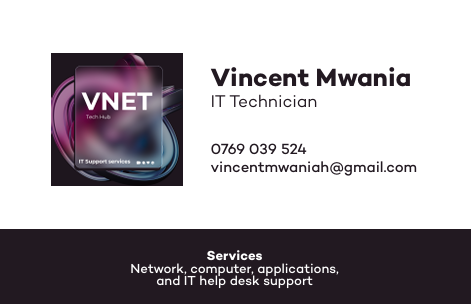 VNET
Tech Hub
IT Support services
Vincent Mwania
IT Technician
0769 039 524
vincentmwaniah@gmail.com
Services
Network, computer, applications,
and IT help desk support